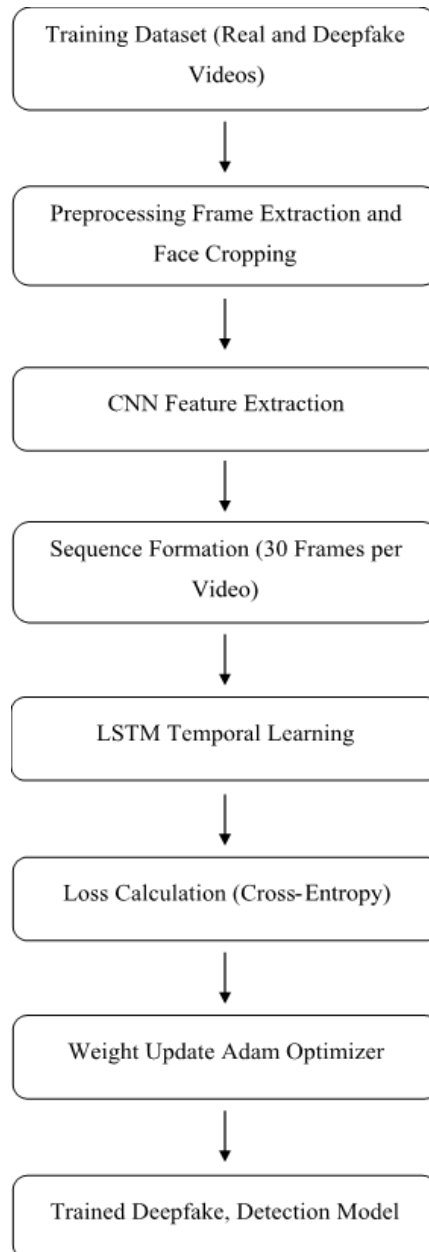 Training Dataset (Real and Deepfake
Videos)
Preprocessing Frame Extraction and
Face Cropping
CNN Feature Extraction
Sequence Formation (30 Frames per
Video)
LSTM Temporal Learning
Loss Calculation (Cross-Entropy)
Weight Update Adam Optimizer
Trained Deepfake, Detection Model